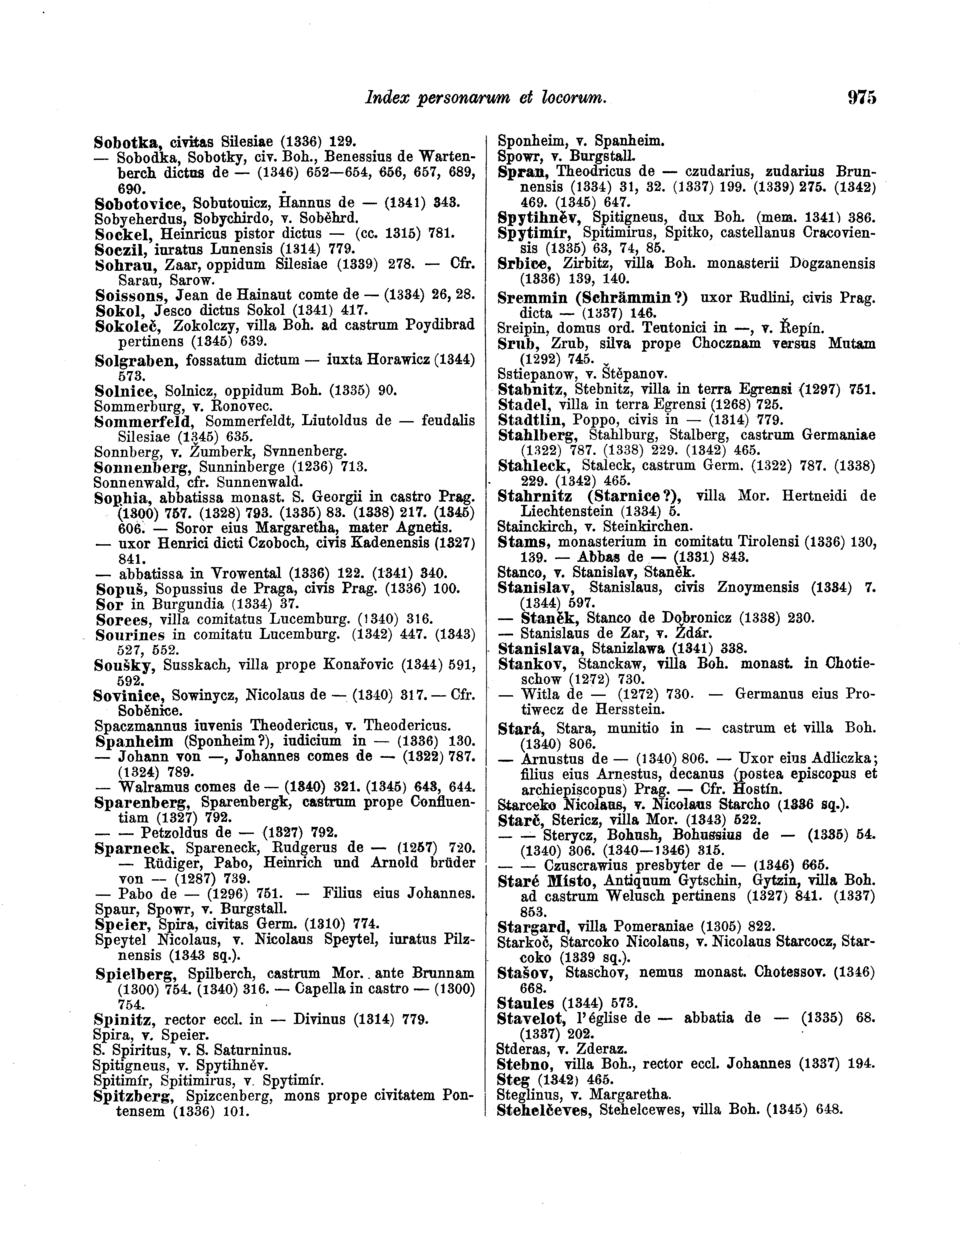 Index personarum et locorum. 975
Sobotka, civitas Silesiae (1336) 129.
— Sobodka, Sobotky, civ. Boh., Benessius de Warten-
berch dictus de — (1346) 652—654, 656, 657, 689,
690.
Sobotovice, Sobutouicz, Hannus de — (1341) 343.
Sobyeherdus, Sobychirdo, v. Soběhrd.
Sockel, Heinricus pistor dictus — (cc. 1315) 781.
Soczil, iuratus Lunensis (1314) 779.
Sohrau, Zaar, oppidum Silesiae (1339) 278. — Cfr.
Sarau, Sarow.
Soissons, Jean de Hainaut comte de — (1334) 26, 28.
Sokol, Jesco dictus Sokol (1341) 417.
Sokoleč, Zokolczy, villa Boh. ad castrum Poydibrad
pertinens (1345) 639.
Solgraben, fossatum dictum — iuxta Horawicz (1344)
573.
Solnice, Solnicz, oppidum Boh. (1335) 90.
Sommerburg, v. Ronovec.
Sommerfeld, Sommerfeldt, Liutoldus de — feudalis
Silesiae (1345) 635.
Sonnberg, v. Žumberk, Svnnenberg.
Sonnenberg, Sunninberge (1236) 713.
Sonnenwald, cfr. Sunnenwald.
Sophia, abbatissa monast. S. Georgii in castro Prag.
(1300) 757. (1328) 793. (1335) 83. (1338) 217. (1345)
606. — Soror eius Margaretha, mater Agnetis.
— uxor Henrici dicti Czoboch, civis Kadenensis (1327)
841.
— abbatissa in Vrowental (1336) 122. (1341) 340.
Sopuš, Sopussius de Praga, civis Prag. (1336) 100.
Sor in Burgundia (1334) 37.
Sorees, villa comitatus Lucemburg. (1340) 316.
Sourines in comitatu Lucemburg. (1342) 447. (1343)
527, 552.
Soušky, Susskach, villa prope Konařovic (1344) 591,
592.
Sovinice, Sowinycz, Nicolaus de — (1340) 317. — Cfr.
Soběnice.
Spaczmannus iuvenis Theodericus, v. Theodericus.
Spanheim (Sponheim?), iudicium in — (1336) 130.
— Johann von —, Johannes comes de — (1322) 787.
(1324) 789.
— Walramus comes de — (1340) 321. (1345) 643, 644.
Sparenberg, Sparenbergk, castrum prope Confluen-
tiam (1327) 792.
— — Petzoldus de — (1327) 792.
Sparneck, Spareneck, Rudgerus de — (1257) 720.
— Rüdiger, Pabo, Heinrich und Arnold brüder
von — (1287) 739.
— Pabo de — (1296) 751. — Filius eius Johannes.
Spaur, Spowr, v. Burgstall.
Speier, Spira, civitas Germ. (1310) 774.
Speytel Nicolaus, v. Nicolaus Speytel, iuratus Pilz-
nensis (1343 sq.).
Spielberg, Spilberch, castrum Mor. ante Brunnam
(1300) 754. (1340) 316. — Capella in castro — (1300)
754.
Spinitz, rector eccl. in — Divinus (1314) 779.
Spira, v. Speier.
S. Spiritus, v. S. Saturninus.
Spitigneus, v. Spytihněv.
Spitimír, Spitimirus, v. Spytimír.
Spitzberg, Spizcenberg, mons prope civitatem Pon-
tensem (1336) 101.
Sponheim, v. Spanheim.
Spowr, v. Burgstall.
Spran, Theodricus de — czudarius, zudarius Brun-
nensis (1334) 31, 32. (1337) 199. (1339) 275. (1342)
469. (1345) 647.
Spytihněv, Spitigneus, dux Boh. (mem. 1341) 386.
Spytimír, Spitimirus, Spitko, castellanus Cracovien-
sis (1335) 63, 74, 85.
Srbice, Zirbitz, villa Boh. monasterii Dogzanensis
(1336) 139, 140.
Sremmin (Schrämmin?) uxor Rudlini, civis Prag.
dicta — (1337) 146.
Sreipin, domus ord. Teutonici in —, v. Řepín.
Srub, Zrub, silva prope Chocznam versus Mutam
(1292) 745.
Sstiepanow, v. Štěpanov.
Stabnitz, Stebnitz, villa in terra Egrensi (1297) 751.
Stadel, villa in terra Egrensi (1268) 725.
Stadtlin, Poppo, civis in — (1314) 779.
Stahlberg, Stahlburg, Stalberg, castrum Germaniae
(1322) 787. (1338) 229. (1342) 465.
Stahleck, Staleck, castrum Germ. (1322) 787. (1338)
229. (1342) 465.
Stahrnitz (Starnice?), villa Mor. Hertneidi de
Liechtenstein (1334) 5.
Stainckirch, v. Steinkirchen.
Stams, monasterium in comitatu Tirolensi (1336) 130,
139. — Abbas de — (1331) 843.
Stanco, v. Stanislav, Staněk.
Stanislav, Stanislaus, civis Znoymensis (1334) 7.
(1344) 597.
— Staněk, Stanco de Dobronicz (1338) 230.
— Stanislaus de Zar, v. Ždár.
Stanislava, Stanizlawa (1341) 338.
Stankov, Stanckaw, villa Boh. monast. in Chotie-
schow (1272) 730.
— Witla de — (1272) 730. — Germanus eius Pro-
tiwecz de Hersstein.
Stará, Stara, munitio in — castrum et villa Boh.
(1340) 806.
— Arnustus de — (1340) 806. — Uxor eius Adliczka;
filius eius Arnestus, decanus (postea episcopus et
archiepiscopus) Prag. — Cfr. Hostín.
Starceko Nicolaus, v. Nicolaus Starcho (1336 sq.).
Starč, Stericz, villa Mor. (1343) 522.
— — Sterycz, Bohush, Bohussius de — (1335) 54.
(1340) 306. (1340—1346) 315.
— — Czuscrawius presbyter de — (1346) 665.
Staré Místo, Antiquum Gytschin, Gytzin, villa Boh.
ad castrum Welusch pertinens (1327) 841. (1337)
853.
Stargard, villa Pomeraniae (1305) 822.
Starkoč, Starcoko Nicolaus, v. Nicolaus Starcocz, Star-
coko (1339 sq.).
Stašov, Staschov, nemus monast. Chotessov. (1346)
668.
Staules (1344) 573.
Stavelot, l'église de — abbatia de — (1335) 68.
(1337) 202.
Stderas, v. Zderaz.
Stebno, villa Boh., rector eccl. Johannes (1337) 194.
Steg (1342) 465.
Steglinus, v. Margaretha.
Stehelčeves, Stehelcewes, villa Boh. (1345) 648.